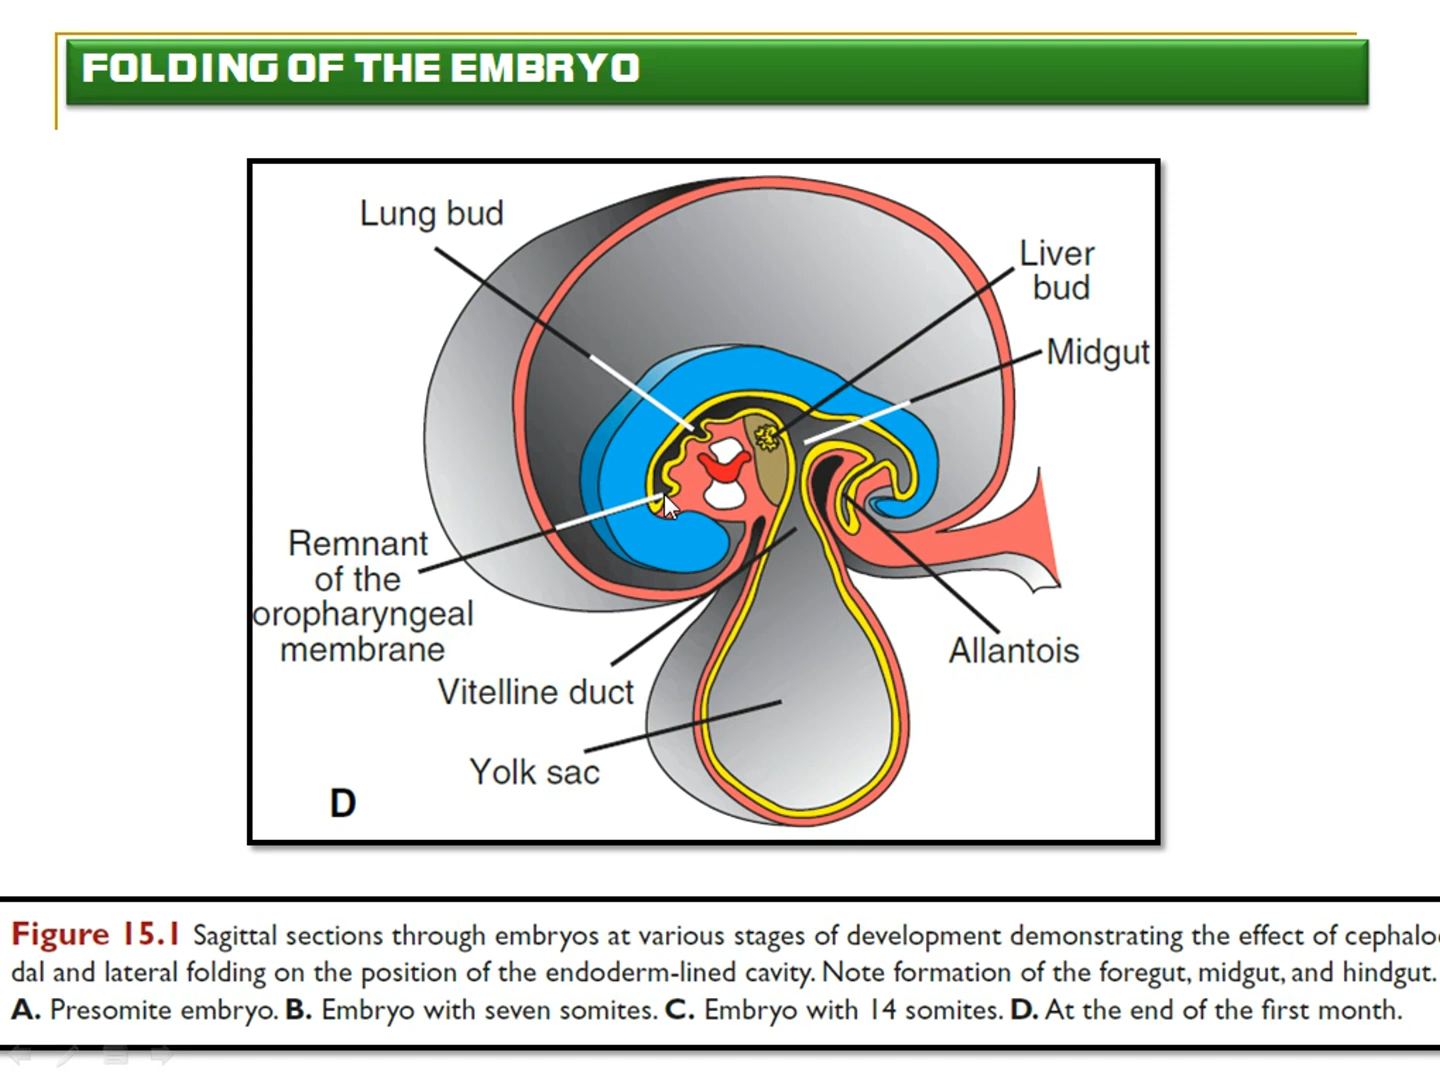 FOLDING OF THE EMBRYO
Lung bud
Liver
bud
Midgut
Remnant
of the
oropharyngeal
membrane
Vitelline duct
Allantois
Yolk sac
D
Figure 15.1 Sagittal sections through embryos at various stages of development demonstrating the effect of cephaloc
dal and lateral folding on the position of the endoderm-lined cavity. Note formation of the foregut, midgut, and hindgut.
A. Presomite embryo. B. Embryo with seven somites. C. Embryo with 14 somites. D. At the end of the first month.